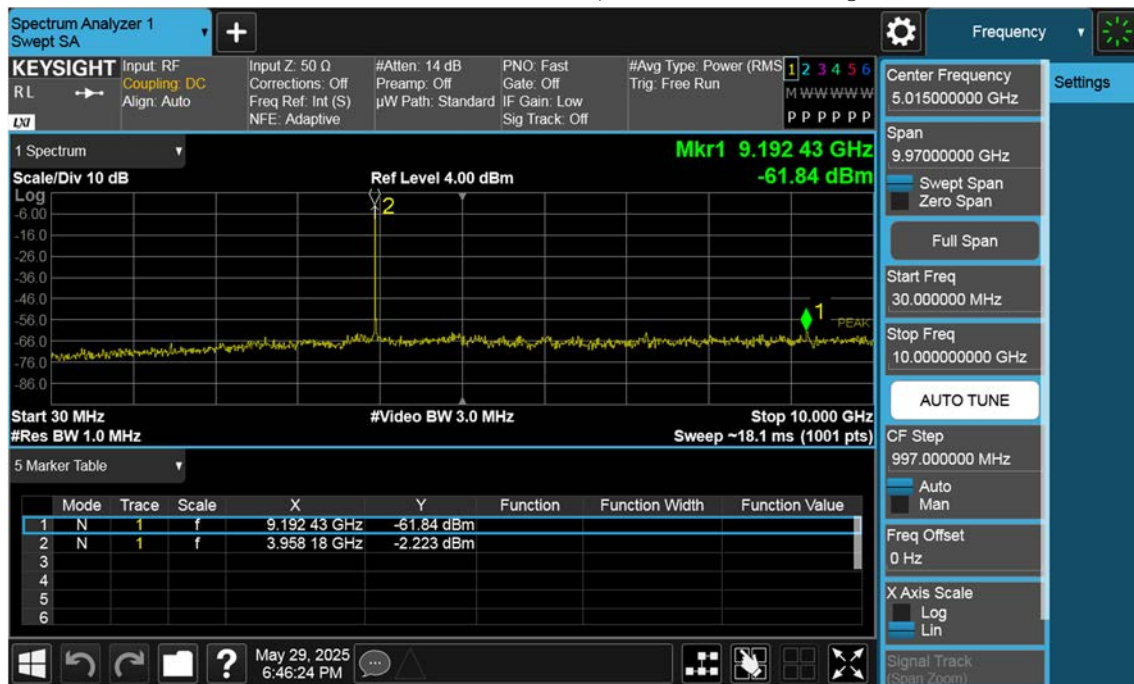 Spectrum Analyzer 1
Swept SA
+
Frequency
KEYSIGHT
RL
LXI
Input: RF
Coupling: DC
Align: Auto
Input Z: 50 Ω
Corrections: Off
Freq Ref: Int (S)
NFE: Adaptive
#Atten: 14 dB
Preamp: Off
µW Path: Standard
PNO: Fast
Gate: Off
IF Gain: Low
Sig Track: Off
#Avg Type: Power (RMS
Trig: Free Run
1 2 3 4 5 6
M W W W W W
P P P P P P
1 Spectrum
Mkr1 9.192 43 GHz
-61.84 dBm
Scale/Div 10 dB
Ref Level 4.00 dBm
Log
-6.00
-16.0
-26.0
-36.0
-46.0
-56.0
-66.0
-76.0
-86.0
2
1
PEAK
Start 30 MHz
#Video BW 3.0 MHz
Stop 10.000 GHz
#Res BW 1.0 MHz
Sweep ~18.1 ms (1001 pts)
5 Marker Table
Mode Trace Scale X Y Function Function Width Function Value
1 N 1 f 9.192 43 GHz -61.84 dBm
2 N 1 f 3.958 18 GHz -2.223 dBm
3
4
5
6
?
May 29, 2025
6:46:24 PM
Center Frequency
5.015000000 GHz
Settings
Span
9.97000000 GHz
Swept Span
Zero Span
Full Span
Start Freq
30.000000 MHz
Stop Freq
10.000000000 GHz
AUTO TUNE
CF Step
997.000000 MHz
Auto
Man
Freq Offset
0 Hz
X Axis Scale
Log
Lin
Signal Track
(Span Zoom)